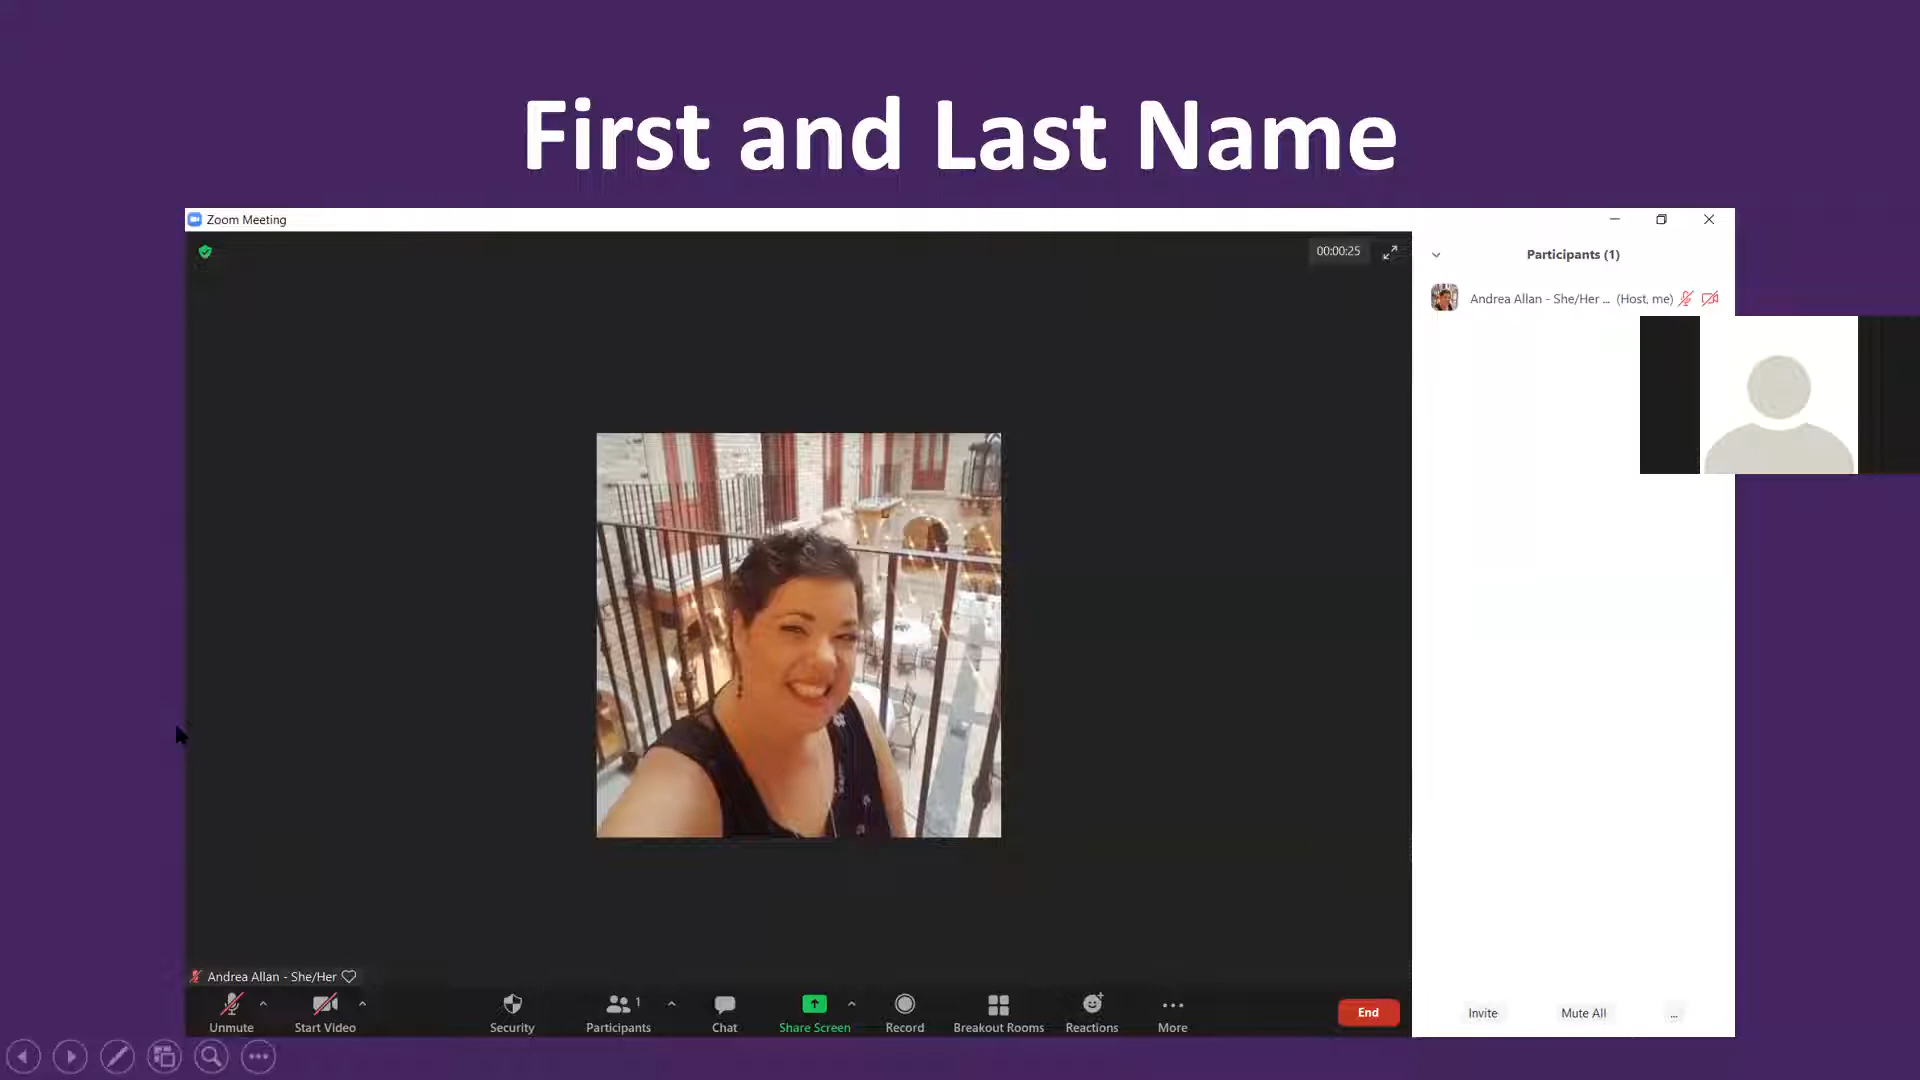 First and Last Name
Zoom Meeting
00:00:25
Participants (1)
Andrea Allan - She/Her ... (Host, me)
Andrea Allan - She/Her ♡
Unmute
Start Video
Security
1
Participants
Chat
Share Screen
Record
Breakout Rooms
Reactions
More
End
Invite
Mute All
...